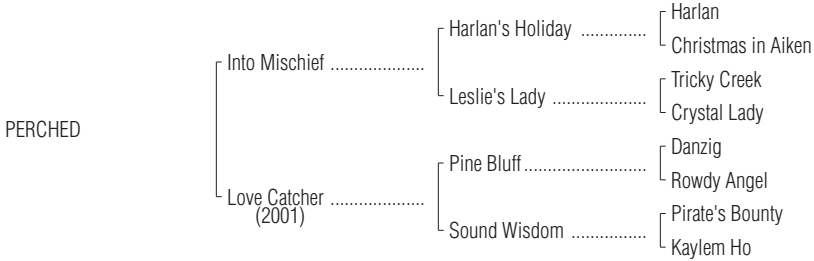 Harlan
Harlan's Holiday ..............
Christmas in Aiken
Into Mischief ....................
Tricky Creek
Leslie's Lady ....................
Crystal Lady
PERCHED
Danzig
Pine Bluff..........................
Rowdy Angel
Love Catcher ....................
(2001)
Pirate's Bounty
Sound Wisdom ................
Kaylem Ho